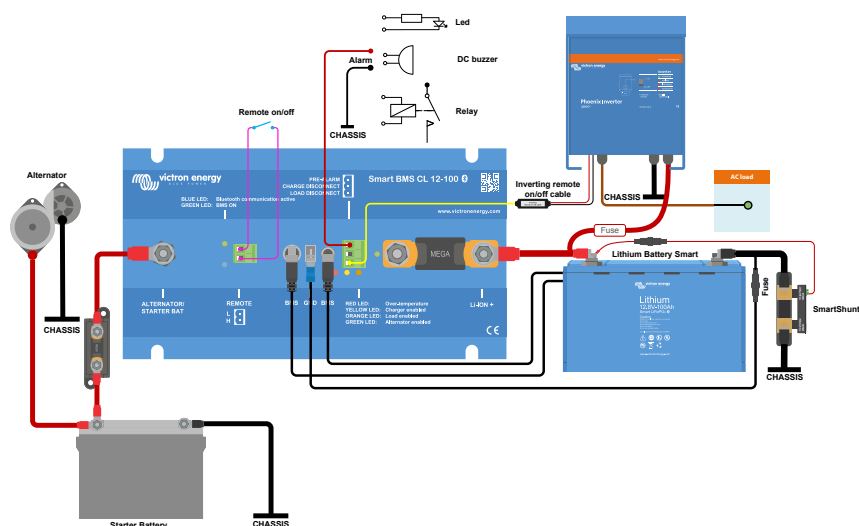 Led
Alarm
DC buzzer
Relay
CHASSIS
Remote on/off
Alternator
CHASSIS
victron energy
BLUE POWER
PRE-ALARM
CHARGE DISCONNECT
LOAD DISCONNECT
Smart BMS CL 12-100
BLUE LED: Bluetooth communication active
GREEN LED: BMS ON
www.victronenergy.com
MEGA
ALTERNATOR/
STARTER BAT
REMOTE
L
H
BMS
GND
BMS
RED LED: Over-temperature
YELLOW LED: Charger enabled
ORANGE LED: Load enabled
GREEN LED: Alternator enabled
Li-ION +
CE
victron energy
Phoenix Inverter
CHASSIS
AC load
Inverting remote
on/off cable
Fuse
Lithium Battery Smart
Fuse
Lithium
12,8V-100Ah
SmartShunt
CHASSIS
Starter Battery
CHASSIS